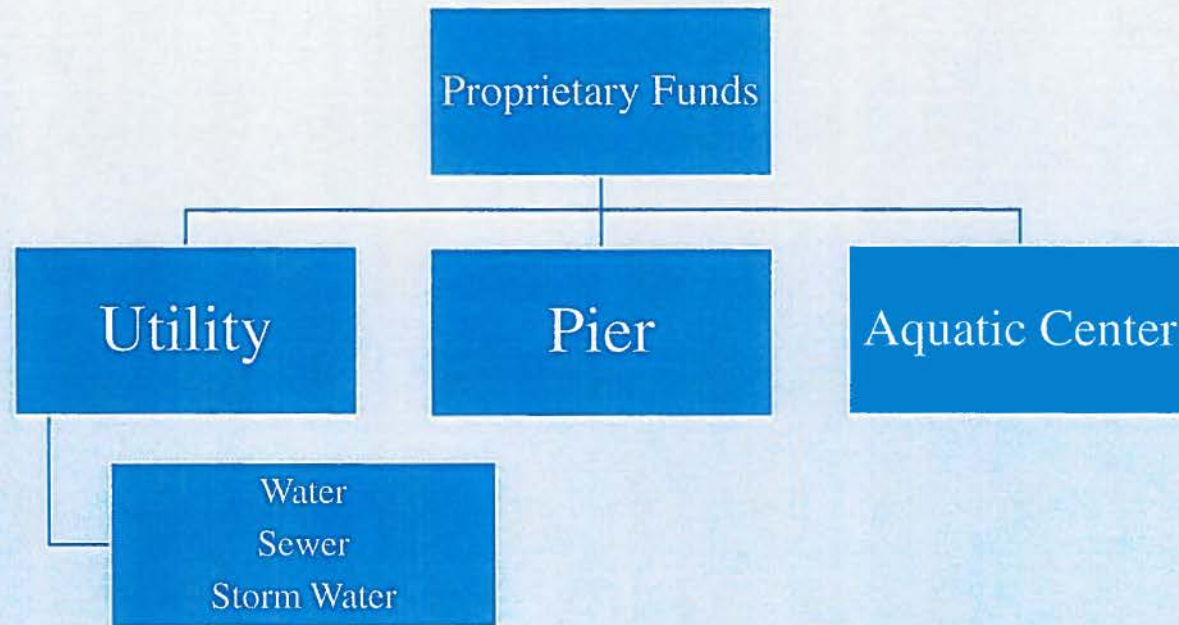 Proprietary Funds
Utility
Pier
Aquatic Center
Water
Sewer
Storm Water